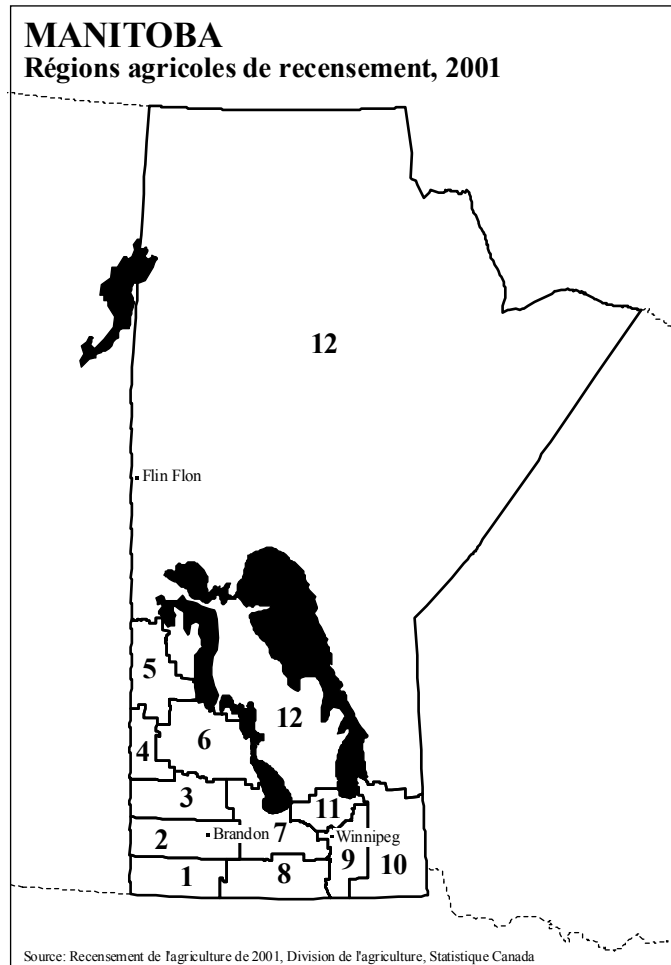 MANITOBA
Régions agricoles de recensement, 2001
12
Flin Flon
5
12
6
4
3
11
7
2
Brandon
Winnipeg
9
10
8
1
Source: Recensement de l'agriculture de 2001, Division de l'agriculture, Statistique Canada